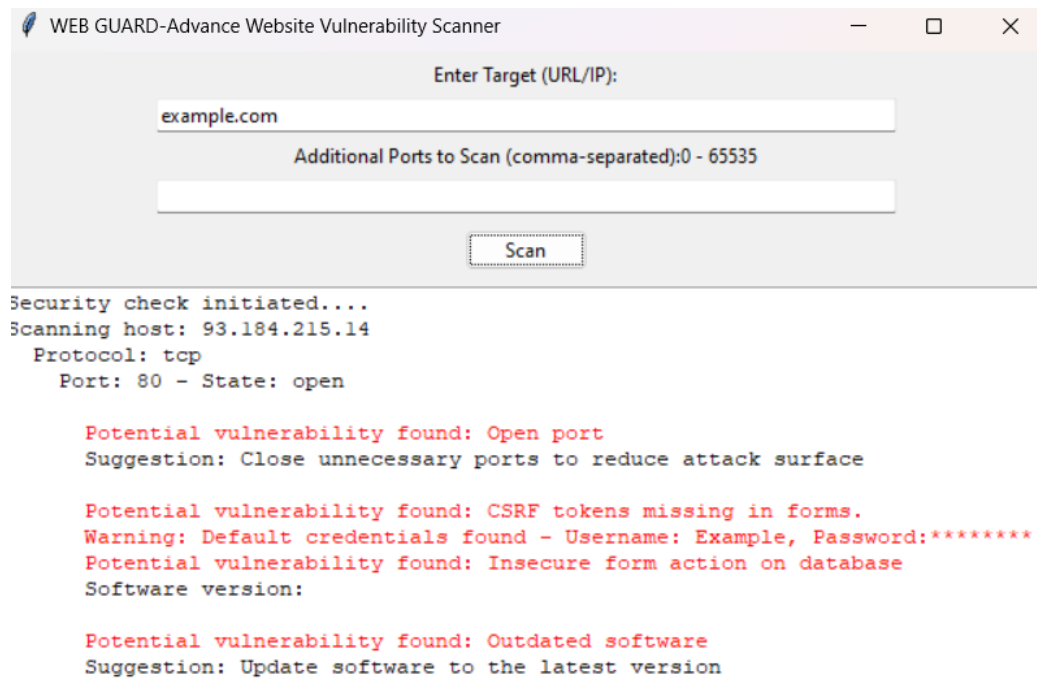 WEB GUARD-Advance Website Vulnerability Scanner
Enter Target (URL/IP):
example.com
Additional Ports to Scan (comma-separated):0 - 65535
Scan
Security check initiated....
Scanning host: 93.184.215.14
Protocol: tcp
Port: 80 - State: open
Potential vulnerability found: Open port
Suggestion: Close unnecessary ports to reduce attack surface
Potential vulnerability found: CSRF tokens missing in forms.
Warning: Default credentials found - Username: Example, Password:********
Potential vulnerability found: Insecure form action on database
Software version:
Potential vulnerability found: Outdated software
Suggestion: Update software to the latest version